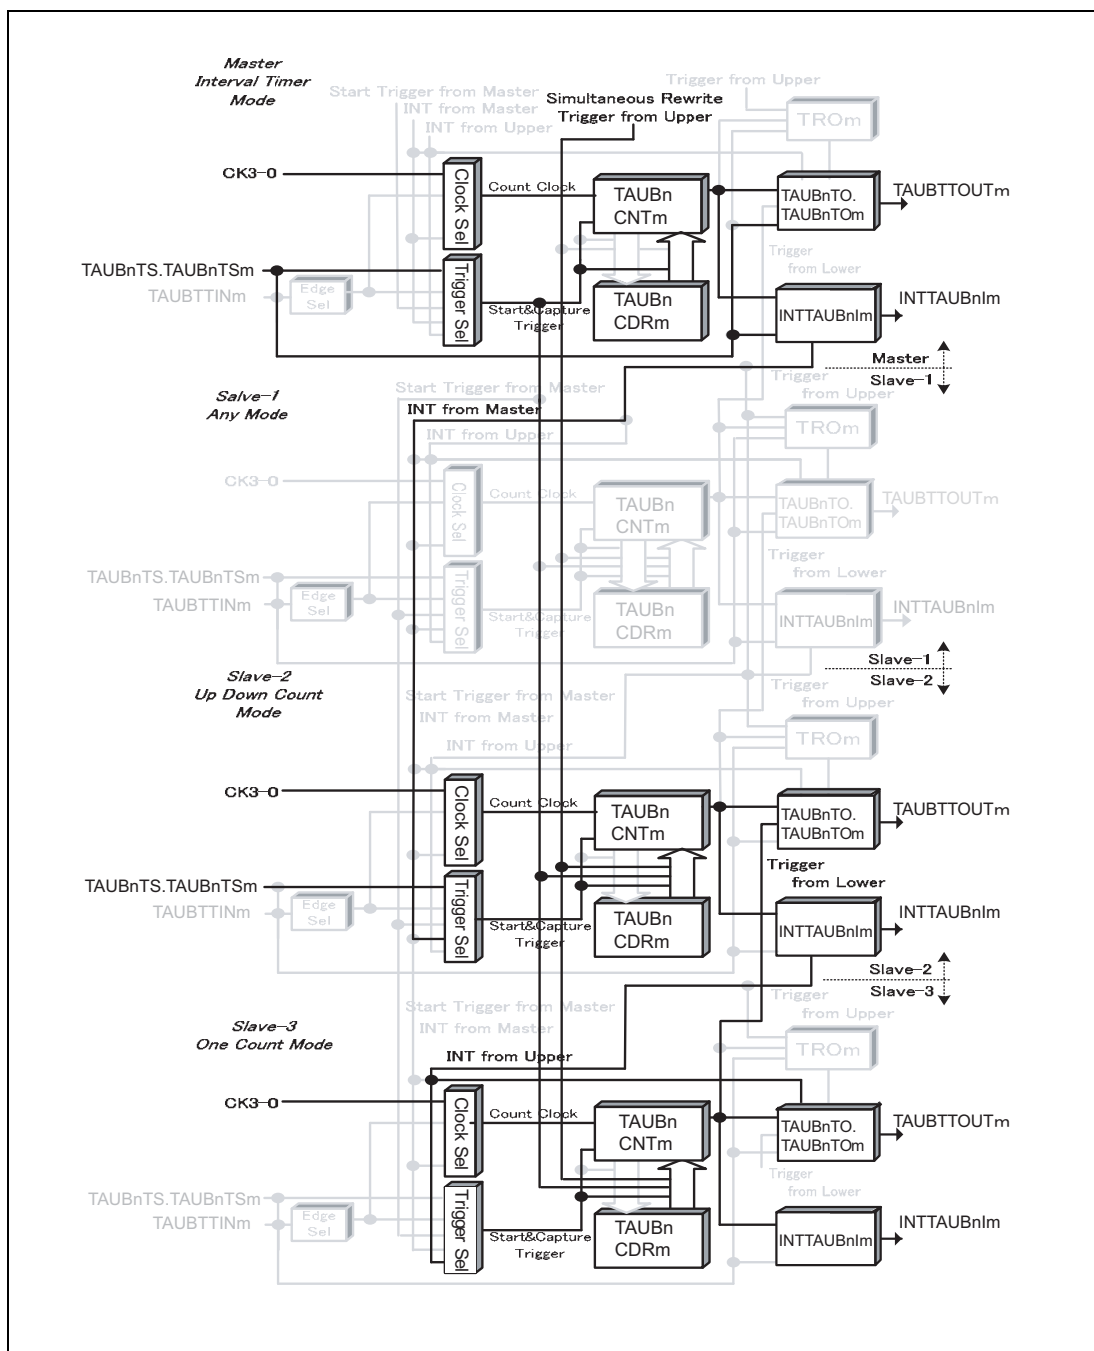 Master
Interval Timer
Mode
Trigger from Upper
Start Trigger from Master
INT from Master
INT from Upper
Simultaneous Rewrite
Trigger from Upper
TROm
CK3-0
Clock Sel
Count Clock
TAUBn
CNTm
TAUBnTO.
TAUBnTOm
TAUBTTOUTm
TAUBnTS.TAUBnTSm
TAUBTTINm
Edge
Sel
Trigger Sel
Start&Capture
Trigger
TAUBn
CDRm
Trigger
from Lower
INTTAUBnIm
INTTAUBnIm
Master
Slave-1
Salve-1
Any Mode
Start Trigger from Master
INT from Master
INT from Upper
Trigger
from Upper
TROm
CK3-0
Clock Sel
Count Clock
TAUBn
CNTm
TAUBnTO.
TAUBnTOm
TAUBTTOUTm
TAUBnTS.TAUBnTSm
TAUBTTINm
Edge
Sel
Trigger Sel
Start&Capture
Trigger
TAUBn
CDRm
Trigger
from Lower
INTTAUBnIm
INTTAUBnIm
Slave-1
Slave-2
Slave-2
Up Down Count
Mode
Start Trigger from Master
INT from Master
INT from Upper
Trigger
from Upper
TROm
CK3-0
Clock Sel
Count Clock
TAUBn
CNTm
TAUBnTO.
TAUBnTOm
TAUBTTOUTm
TAUBnTS.TAUBnTSm
TAUBTTINm
Edge
Sel
Trigger Sel
Start&Capture
Trigger
TAUBn
CDRm
Trigger
from Lower
INTTAUBnIm
INTTAUBnIm
Slave-2
Slave-3
Slave-3
One Count Mode
Start Trigger from Master
INT from Master
INT from Upper
Trigger
from Upper
TROm
CK3-0
Clock Sel
Count Clock
TAUBn
CNTm
TAUBnTO.
TAUBnTOm
TAUBTTOUTm
TAUBnTS.TAUBnTSm
TAUBTTINm
Edge
Sel
Trigger Sel
Start&Capture
Trigger
TAUBn
CDRm
Trigger
from Lower
INTTAUBnIm
INTTAUBnIm